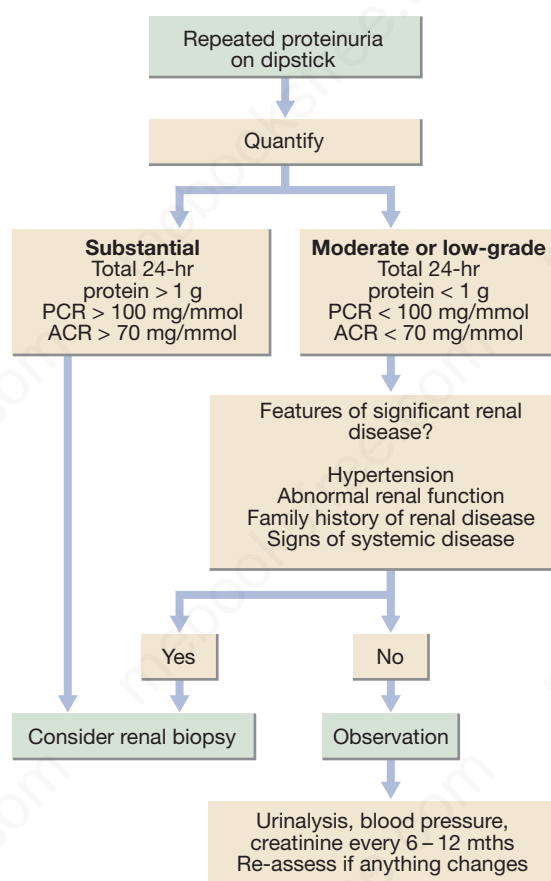 Repeated proteinuria
on dipstick
Quantify
Substantial
Total 24-hr
protein > 1 g
PCR > 100 mg/mmol
ACR > 70 mg/mmol
Moderate or low-grade
Total 24-hr
protein < 1 g
PCR < 100 mg/mmol
ACR < 70 mg/mmol
Features of significant renal
disease?
Hypertension
Abnormal renal function
Family history of renal disease
Signs of systemic disease
Yes
No
Consider renal biopsy
Observation
Urinalysis, blood pressure,
creatinine every 6 – 12 mths
Re-assess if anything changes